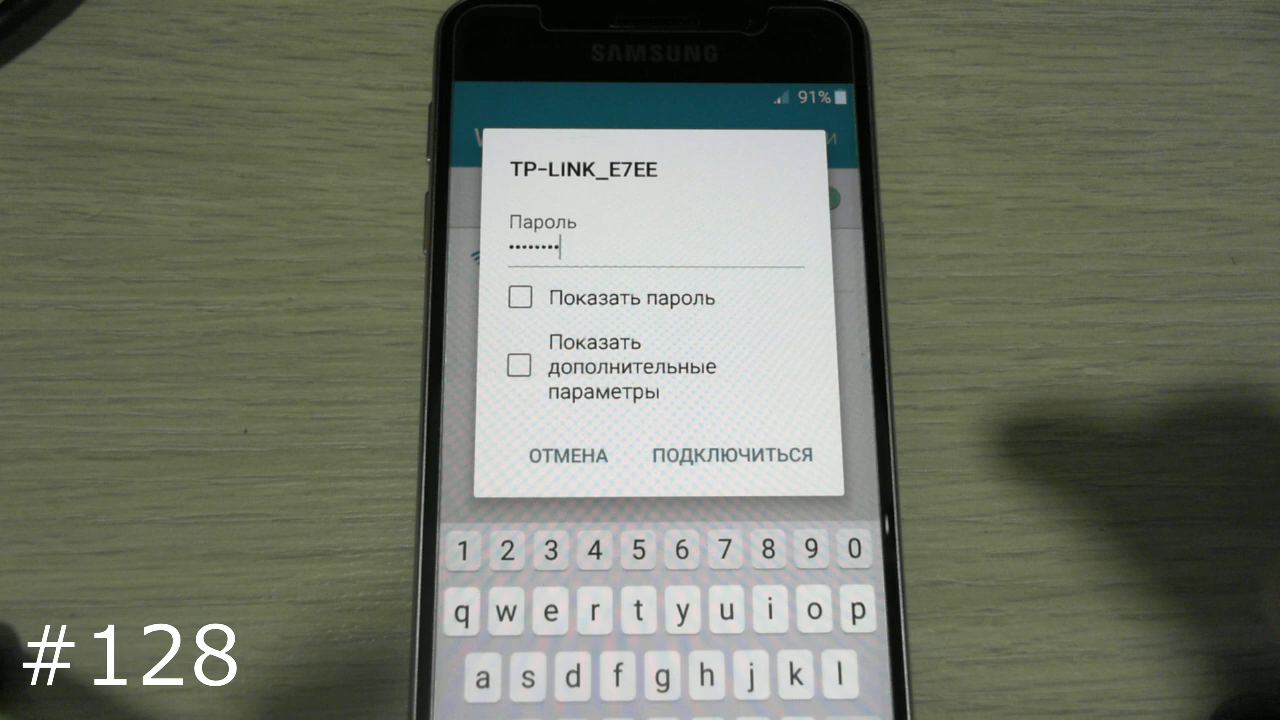 SAMSUNG
91%
TP-LINK_E7EE
Пароль
••••••••
Показать пароль
Показать
дополнительные
параметры
ОТМЕНА ПОДКЛЮЧИТЬСЯ
1 2 3 4 5 6 7 8 9 0
q w e r t y u i o p
a s d f g h j k l
#128